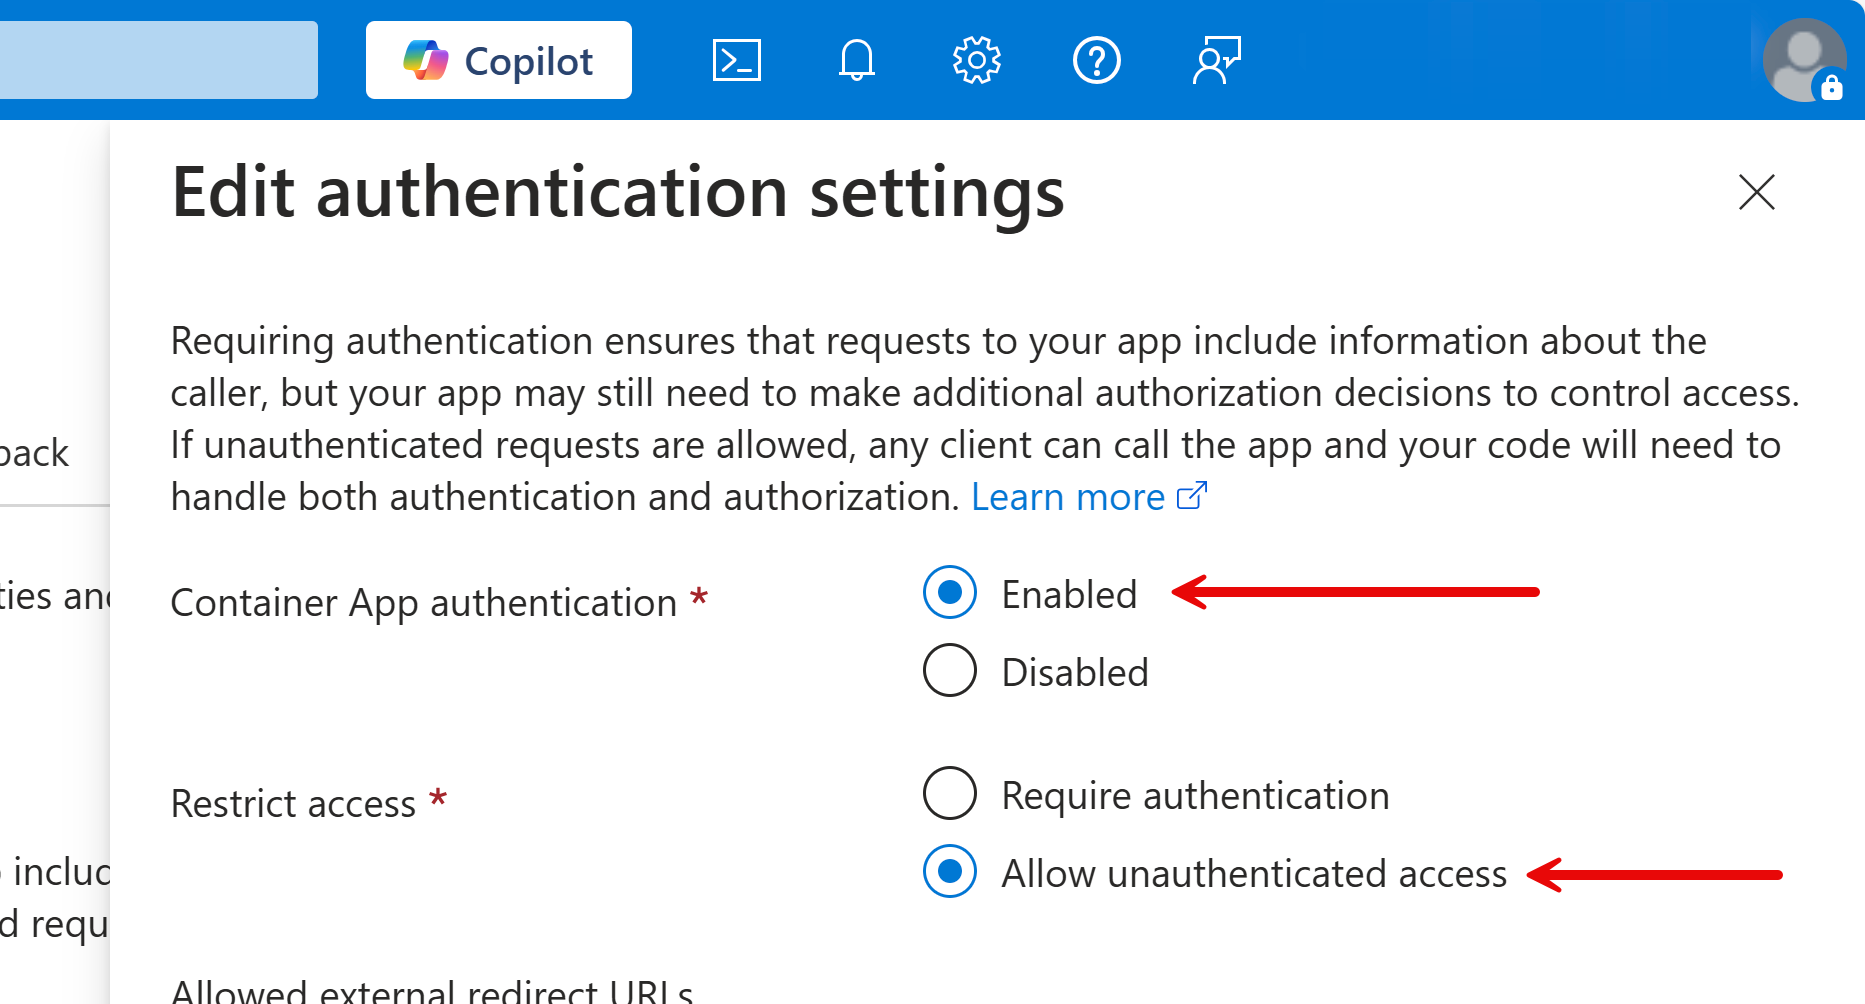 Copilot
Edit authentication settings
Requiring authentication ensures that requests to your app include information about the
caller, but your app may still need to make additional authorization decisions to control access.
If unauthenticated requests are allowed, any client can call the app and your code will need to
handle both authentication and authorization. Learn more
back
ties and
Container App authentication *
Enabled
Disabled
Restrict access *
Require authentication
Allow unauthenticated access
includ
d requ
Allowed external redirect URLs